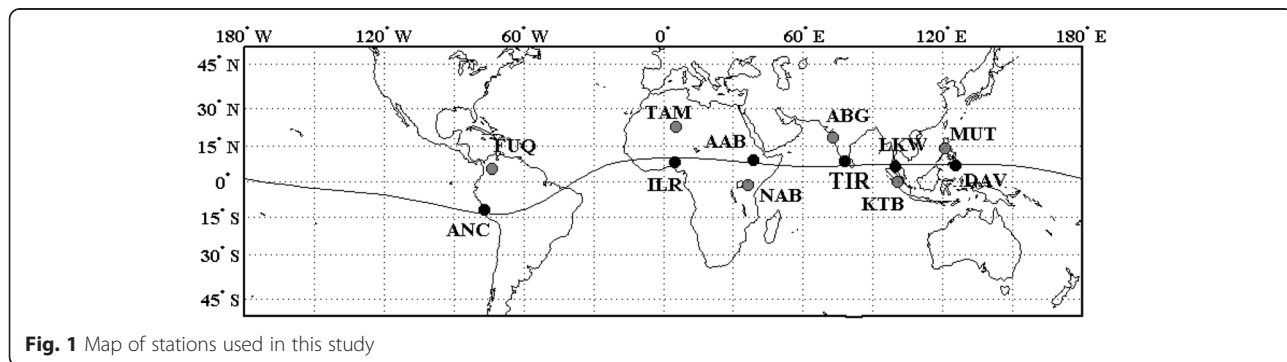 180° W 120° W 60° W 0° 60° E 120° E 180° E
45° N
30° N
15° N
0°
15° S
30° S
45° S
TAM
ABG
FUQ
AAB
LKW
MUT
ILR
TIR
DAV
NAB
KTB
ANC
Fig. 1 Map of stations used in this study